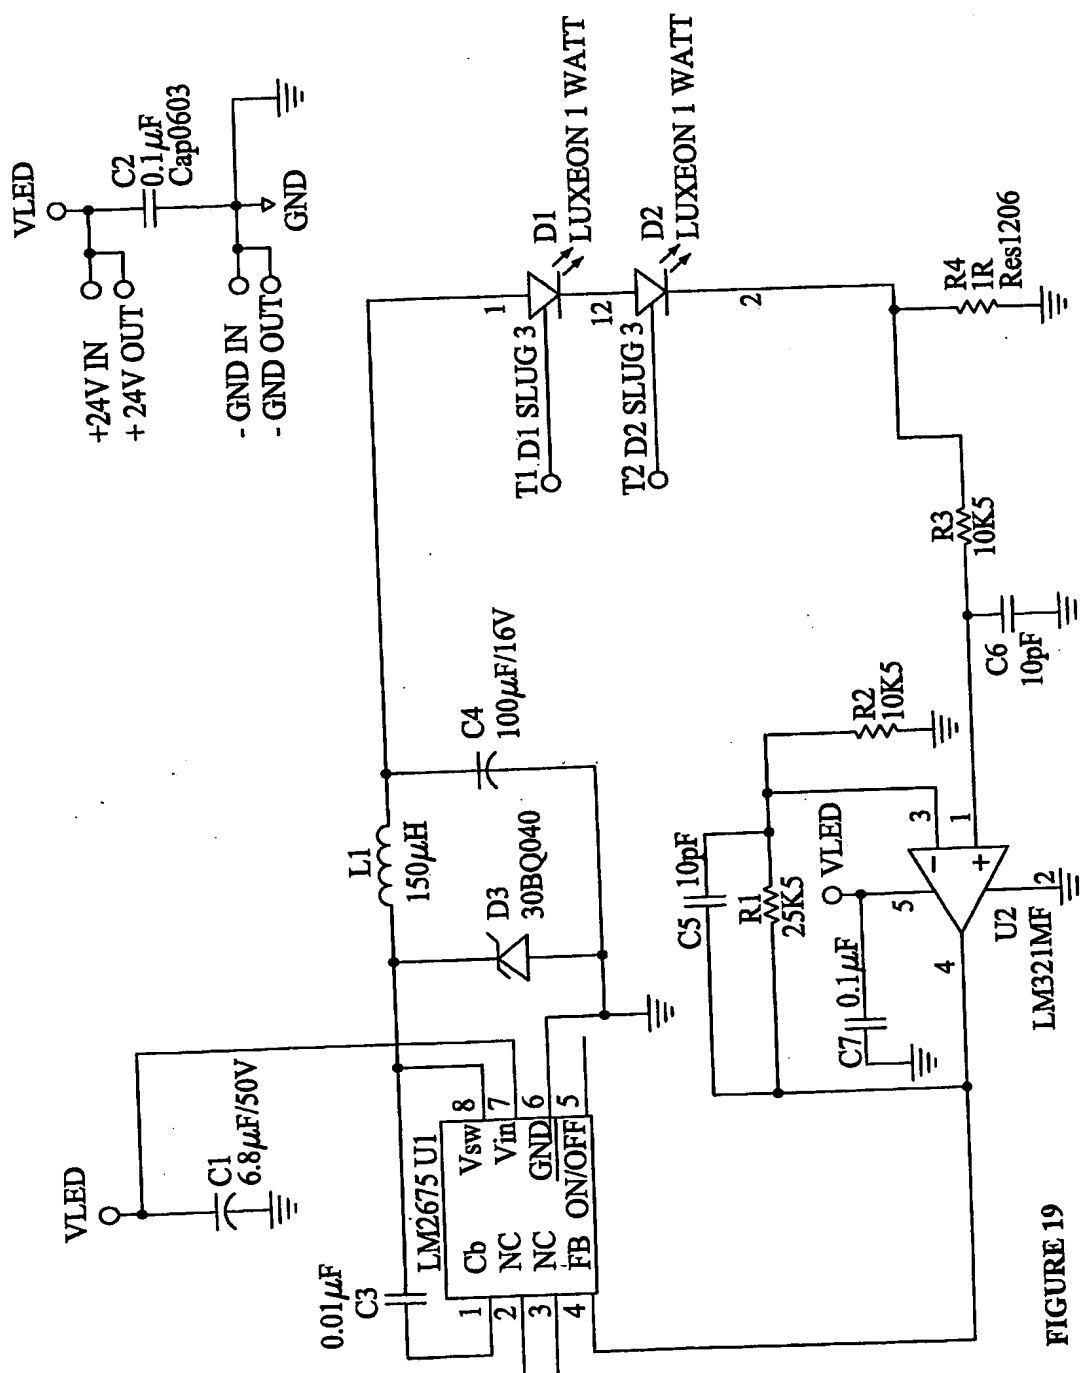 VLED
C2
0.1μF
Cap0603
+24V IN
+24V OUT
- GND IN
- GND OUT
GND
VLED
C1
6.8μF/50V
0.01μF
C3
LM2675 U1
1 Cb
2 NC
3 NC
4 FB
Vsw 8
Vin 7
GND 6
ON/OFF 5
L1
150μH
D3
30BQ040
C4
100μF/16V
1
D1
LUXEON 1 WATT
T1 D1 SLUG 3
12
D2
LUXEON 1 WATT
T2 D2 SLUG 3
2
R4
1R
Res1206
R3
10K5
C6
10pF
R2
10K5
C5
10pF
R1
25K5
VLED
C7
0.1μF
5
3
1
-
+
4
2
U2
LM321MF
FIGURE 19